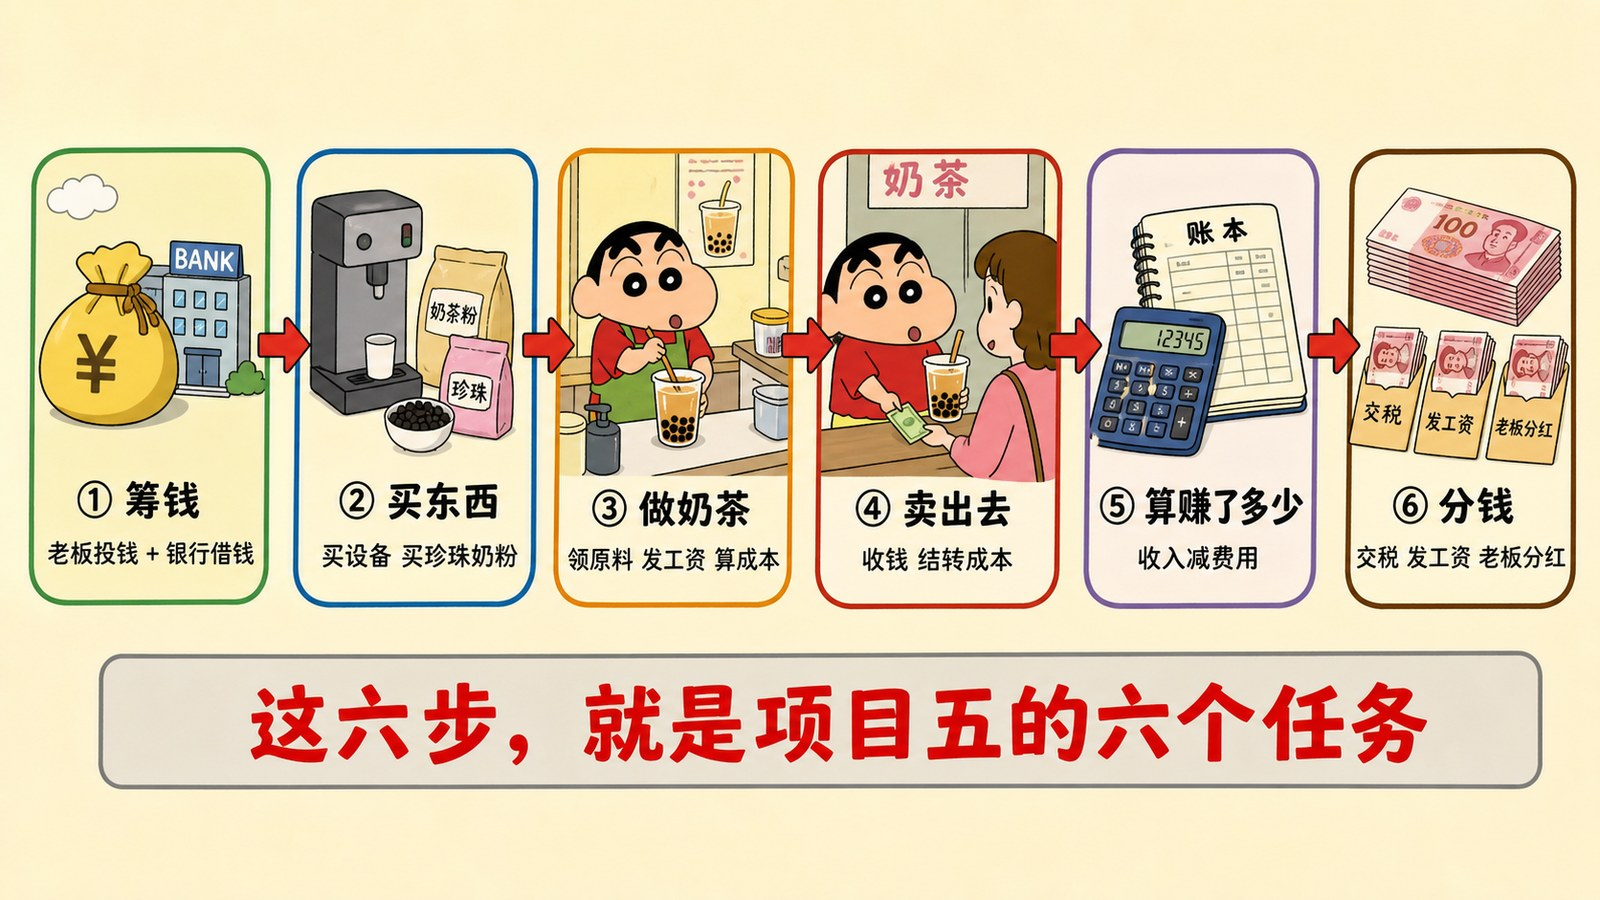 BANK
¥
① 筹钱
老板投钱 + 银行借钱
奶茶粉
珍珠
② 买东西
买设备 买珍珠奶粉
③ 做奶茶
领原料 发工资 算成本
奶茶
④ 卖出去
收钱 结转成本
账本
12345
⑤ 算赚了多少
收入减费用
100
交税
发工资
老板分红
⑥ 分钱
交税 发工资 老板分红
这六步，就是项目五的六个任务